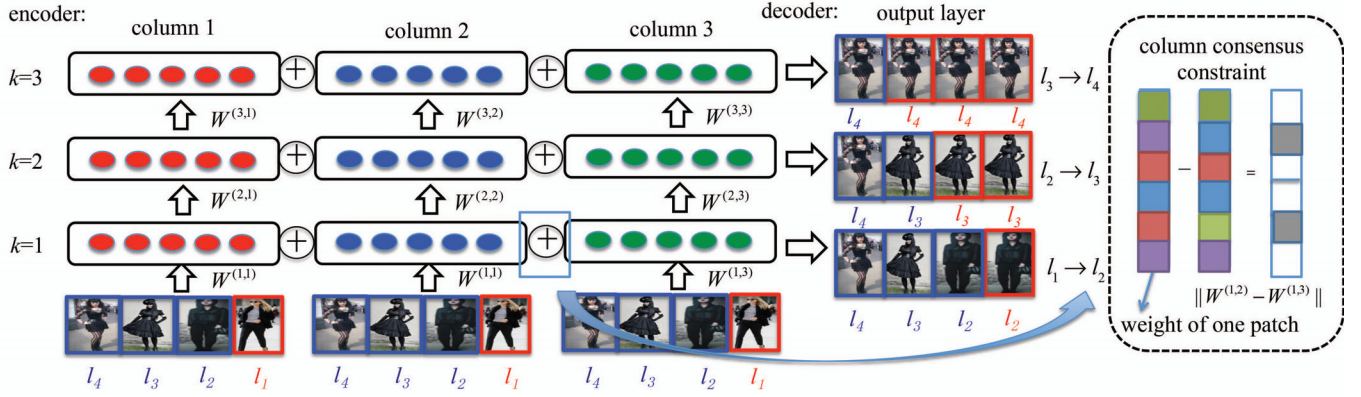 encoder:
column 1
column 2
column 3
decoder:
output layer
k=3
+
+
l₃ → l₄
W^(3,1)
W^(3,2)
W^(3,3)
l₄
l₄
l₄
l₄
k=2
+
+
l₂ → l₃
W^(2,1)
W^(2,2)
W^(2,3)
l₄
l₃
l₃
l₃
k=1
+
+
l₁ → l₂
W^(1,1)
W^(1,1)
W^(1,3)
l₄
l₃
l₂
l₂
l₄
l₃
l₂
l₁
l₄
l₃
l₂
l₁
l₄
l₃
l₂
l₁
column consensus
constraint
− =
|| W^(1,2) − W^(1,3) ||
weight of one patch